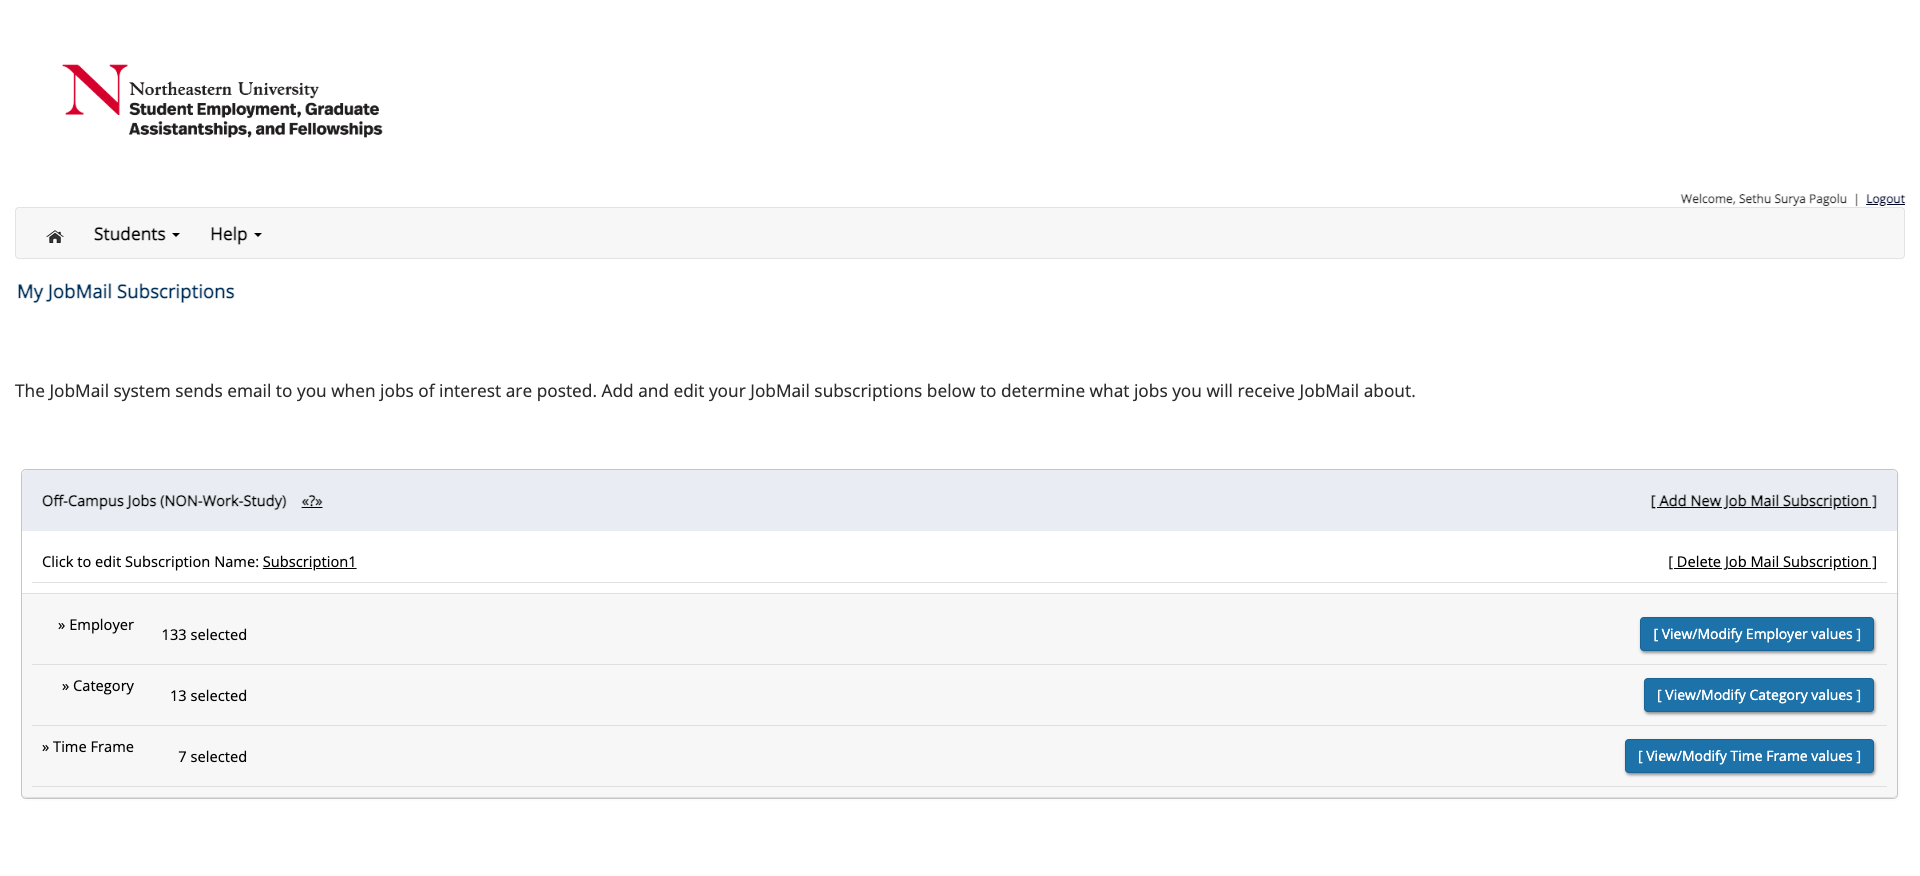 N Northeastern University
Student Employment, Graduate
Assistantships, and Fellowships
Welcome, Sethu Surya Pagolu | Logout
Students Help
My JobMail Subscriptions
The JobMail system sends email to you when jobs of interest are posted. Add and edit your JobMail subscriptions below to determine what jobs you will receive JobMail about.
Off-Campus Jobs (NON-Work-Study) «?» [ Add New Job Mail Subscription ]
Click to edit Subscription Name: Subscription1 [ Delete Job Mail Subscription ]
» Employer 133 selected [ View/Modify Employer values ]
» Category 13 selected [ View/Modify Category values ]
» Time Frame 7 selected [ View/Modify Time Frame values ]